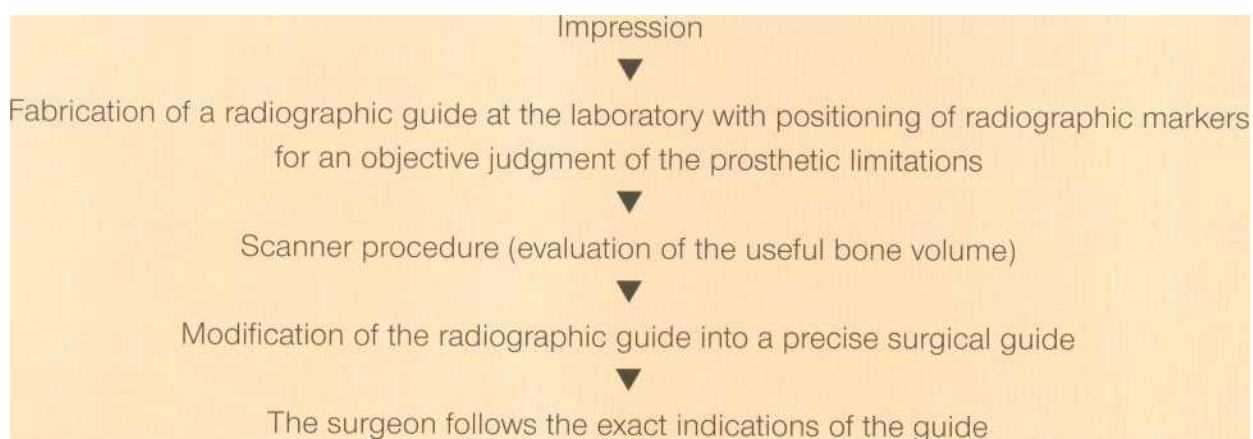 Impression
Fabrication of a radiographic guide at the laboratory with positioning of radiographic markers
for an objective judgment of the prosthetic limitations
Scanner procedure (evaluation of the useful bone volume)
Modification of the radiographic guide into a precise surgical guide
The surgeon follows the exact indications of the guide